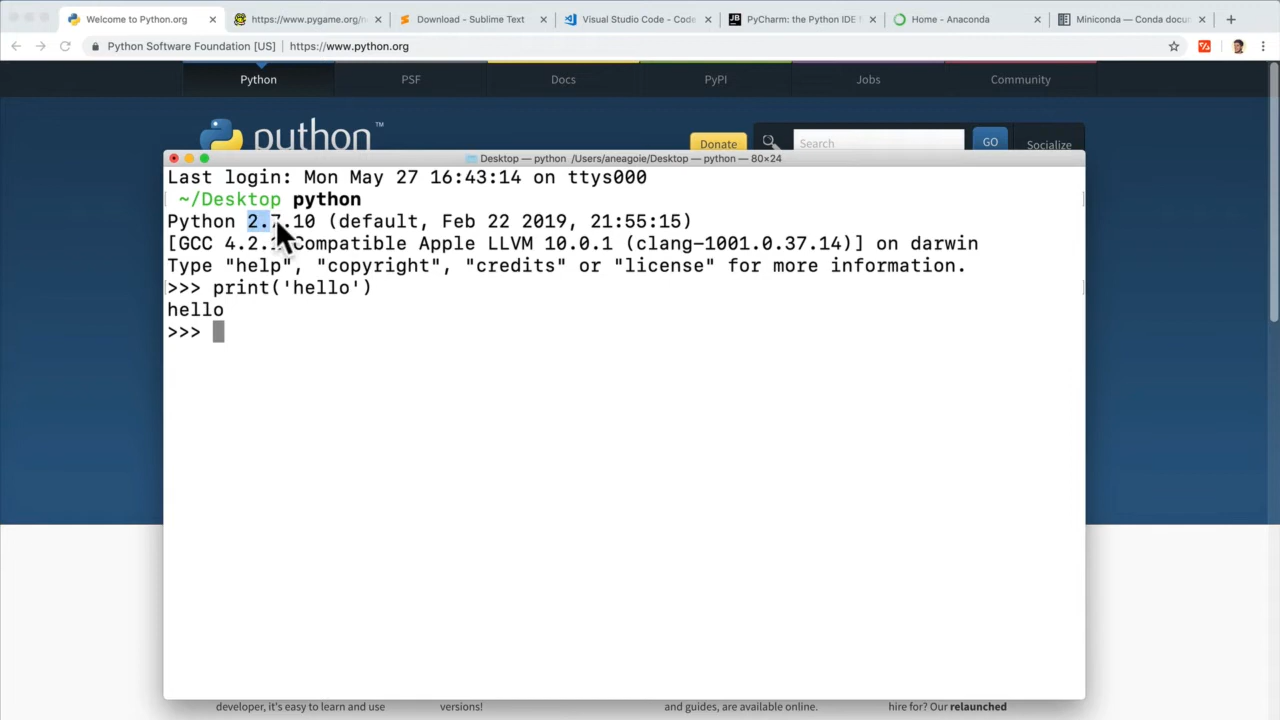 Welcome to Python.org
https://www.pygame.org/n
Download - Sublime Text
Visual Studio Code - Code
PyCharm: the Python IDE
Home - Anaconda
Miniconda — Conda docu
Python Software Foundation [US] | https://www.python.org
Python PSF Docs PyPI Jobs Community
python™
Donate Search GO Socialize
Desktop — python /Users/aneagoie/Desktop — python — 80×24
Last login: Mon May 27 16:43:14 on ttys000
~/Desktop python
Python 2.7.10 (default, Feb 22 2019, 21:55:15)
[GCC 4.2.1 Compatible Apple LLVM 10.0.1 (clang-1001.0.37.14)] on darwin
Type "help", "copyright", "credits" or "license" for more information.
>>> print('hello')
hello
>>>
developer, it's easy to learn and use
versions!
and guides, are available online.
hire for? Our relaunched